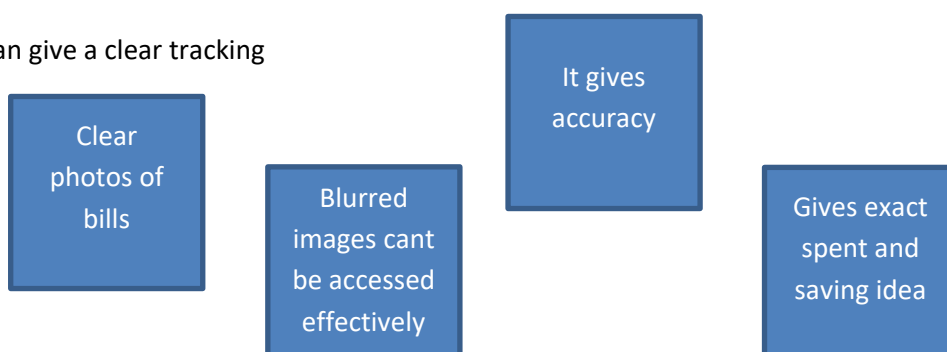 an give a clear tracking
Clear
photos of
bills
Blurred
images cant
be accessed
effectively
It gives
accuracy
Gives exact
spent and
saving idea